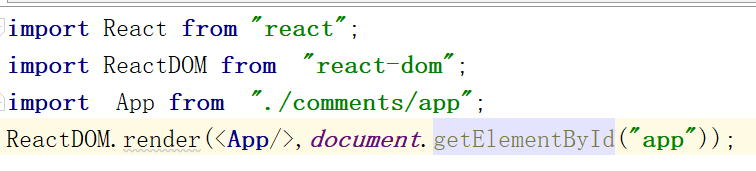 import React from "react";
import ReactDOM from  "react-dom";
import  App from  "./comments/app";
ReactDOM.render(<App/>,document.getElementById("app"));